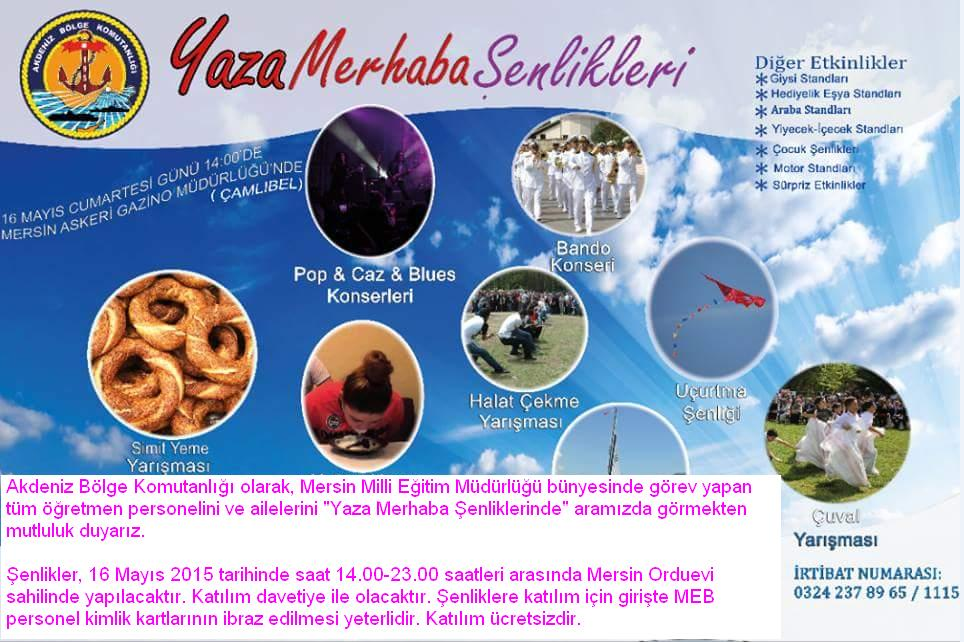 AKDENİZ BÖLGE KOMUTANLIĞI
Yaza Merhaba Şenlikleri
Diğer Etkinlikler
* Giysi Standları
* Hediyelik Eşya Standları
* Araba Standları
* Yiyecek-İçecek Standları
* Çocuk Şenlikleri
* Motor Standları
* Sürpriz Etkinlikler
16 MAYIS CUMARTESİ GÜNÜ 14:00'DE
MERSİN ASKERİ GAZİNO MÜDÜRLÜĞÜ'NDE
( ÇAMLIBEL)
Pop & Caz & Blues
Konserleri
Bando
Konseri
Simit Yeme
Yarışması
Halat Çekme
Yarışması
Uçurtma
Şenliği
Çuval
Yarışması
Akdeniz Bölge Komutanlığı olarak, Mersin Milli Eğitim Müdürlüğü bünyesinde görev yapan
tüm öğretmen personelini ve ailelerini "Yaza Merhaba Şenliklerinde" aramızda görmekten
mutluluk duyarız.
Şenlikler, 16 Mayıs 2015 tarihinde saat 14.00-23.00 saatleri arasında Mersin Orduevi
sahilinde yapılacaktır. Katılım davetiye ile olacaktır. Şenliklere katılım için girişte MEB
personel kimlik kartlarının ibraz edilmesi yeterlidir. Katılım ücretsizdir.
İRTİBAT NUMARASI:
0324 237 89 65 / 1115